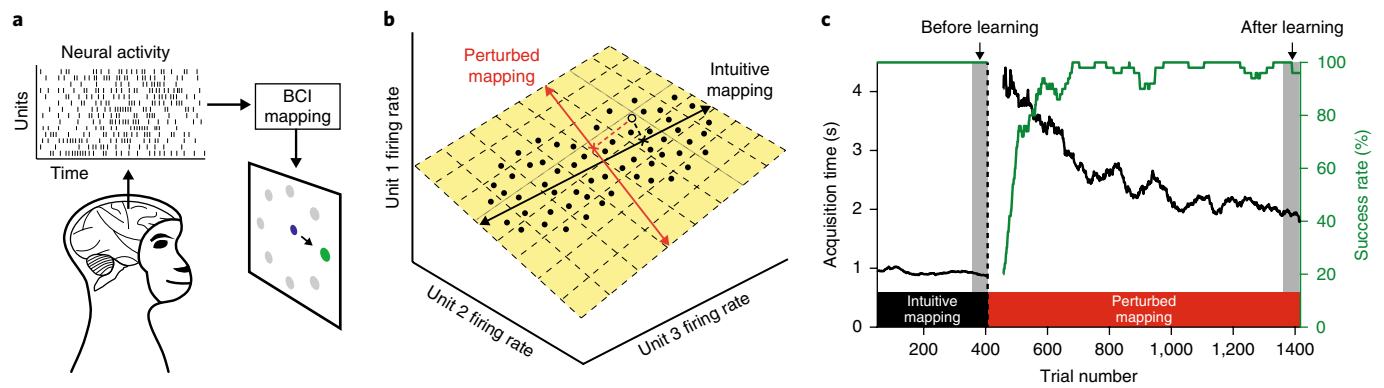 a
Neural activity
Units
Time
BCI
mapping
b
Unit 1 firing rate
Perturbed
mapping
Intuitive
mapping
Unit 2 firing rate
Unit 3 firing rate
c
Before learning
After learning
Acquisition time (s)
4
3
2
1
0
Success rate (%)
100
80
60
40
20
0
Intuitive
mapping
Perturbed
mapping
200
400
600
800
1,000
1,200
1400
Trial number